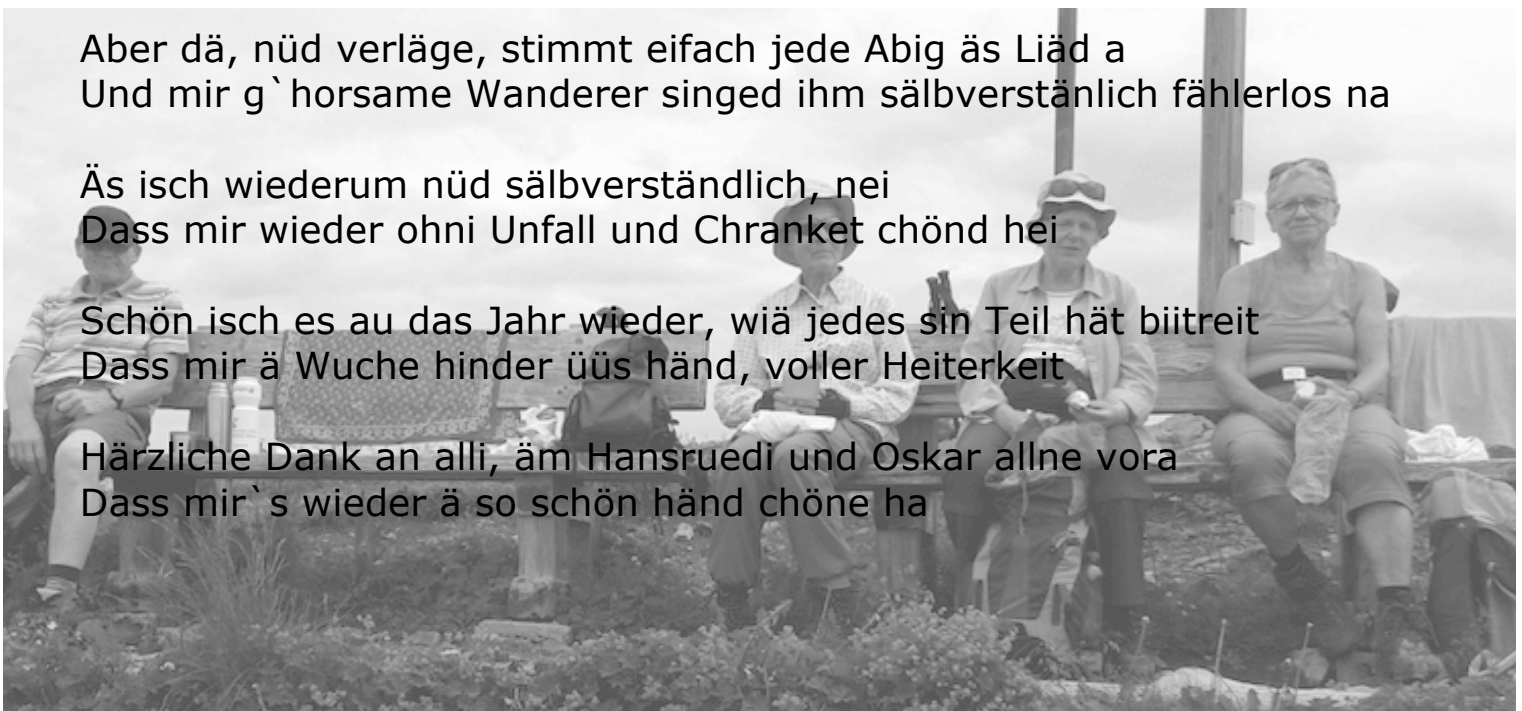 Aber dä, nüd verläge, stimmt eifach jede Abig äs Liäd a
Und mir g`horsame Wanderer singed ihm sälbverstänlich fählerlos na
Äs isch wiederum nüd sälbverständlich, nei
Dass mir wieder ohni Unfall und Chranket chönd hei
Schön isch es au das Jahr wieder, wiä jedes sin Teil hät biitreit
Dass mir ä Wuche hinder üüs händ, voller Heiterkeit
Härzliche Dank an alli, äm Hansruedi und Oskar allne vora
Dass mir`s wieder ä so schön händ chöne ha